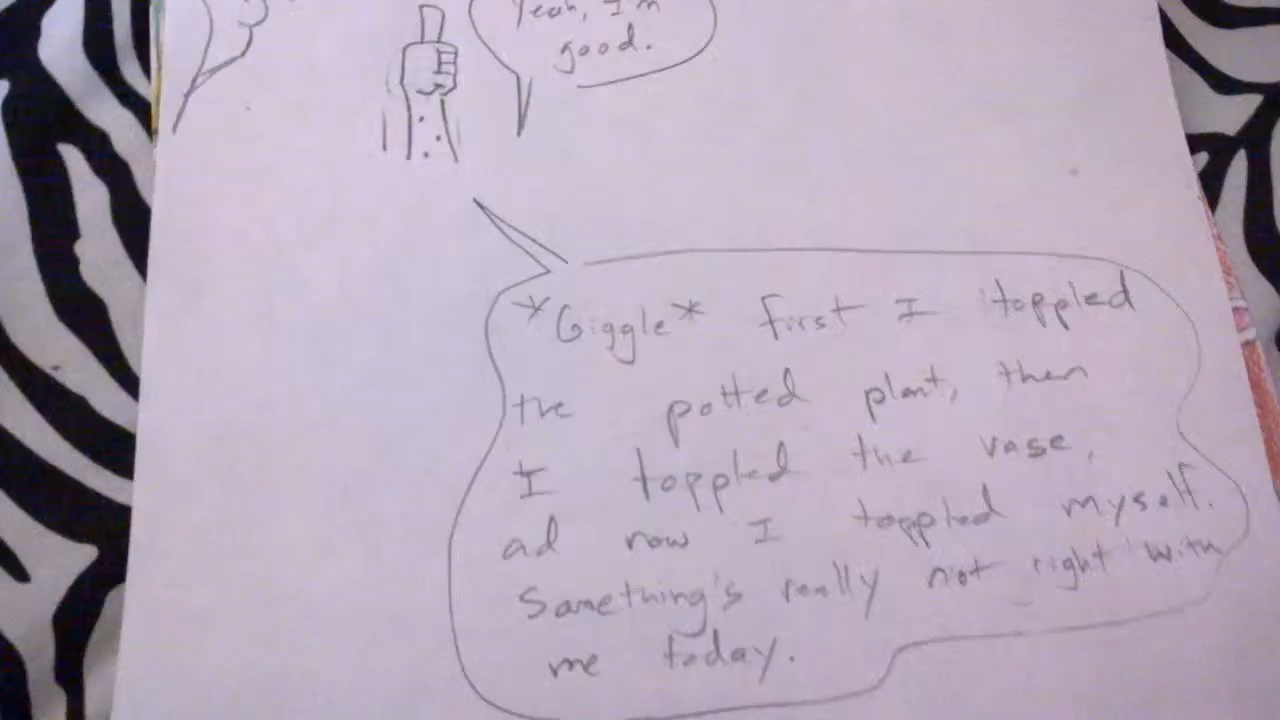 Yeah, I'm
good.
*Giggle* first I toppled
the potted plant, then
I toppled the vase,
ad now I toppled myself.
Something's really not right with
me today.